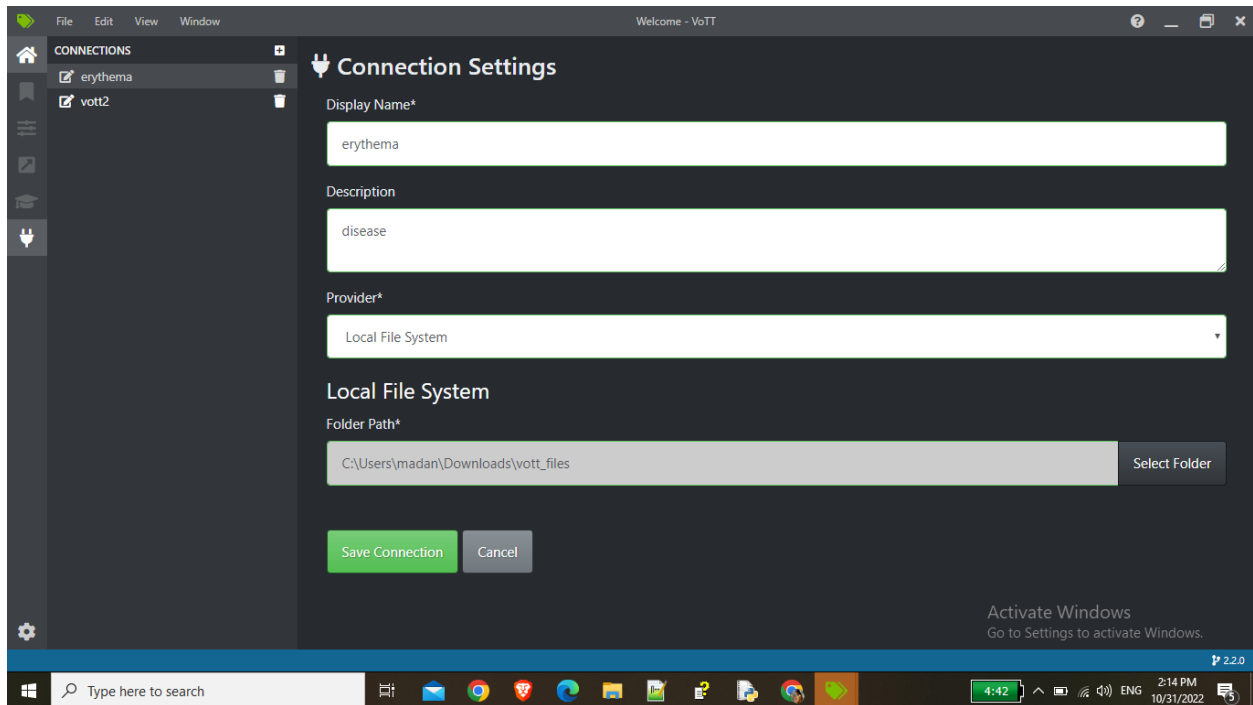 File Edit View Window Welcome - VoTT
CONNECTIONS
erythema
vott2
Connection Settings
Display Name*
erythema
Description
disease
Provider*
Local File System
Local File System
Folder Path*
C:\Users\madan\Downloads\vott_files Select Folder
Save Connection Cancel
Activate Windows
Go to Settings to activate Windows.
2.2.0
Type here to search
4:42 ENG
2:14 PM
10/31/2022
5